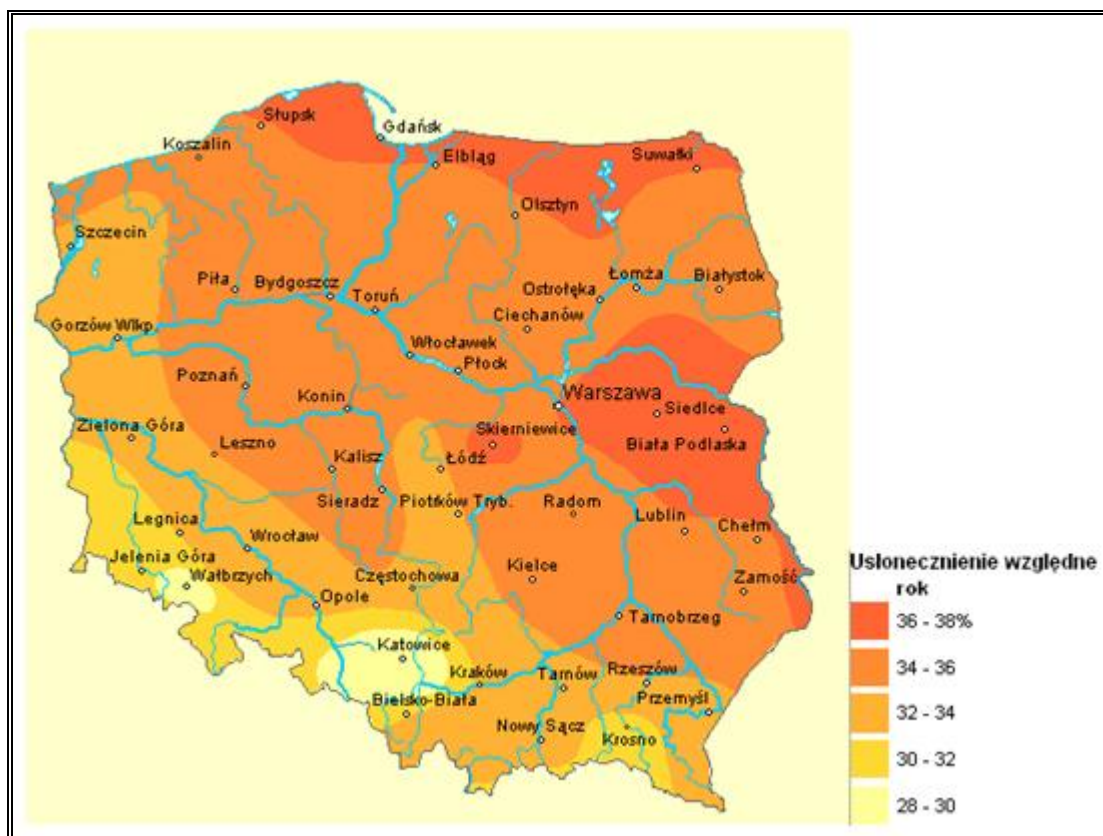 Słupsk
Gdańsk
Koszalin
Elbląg
Suwałki
Olsztyn
Szczecin
Piła
Bydgoszcz
Toruń
Ostrołęka
Łomża
Białystok
Ciechanów
Gorzów Wlkp.
Włocławek
Płock
Poznań
Konin
Warszawa
Siedlce
Zielona Góra
Skierniewice
Biała Podlaska
Leszno
Kalisz
Łódź
Sieradz
Piotrków Tryb.
Radom
Lublin
Chełm
Legnica
Wrocław
Jelenia Góra
Wałbrzych
Częstochowa
Kielce
Zamość
Opole
Tarnobrzeg
Katowice
Kraków
Tarnów
Rzeszów
Bielsko-Biała
Przemyśl
Nowy Sącz
Krosno
Usłonecznienie względne
rok
36 - 38%
34 - 36
32 - 34
30 - 32
28 - 30